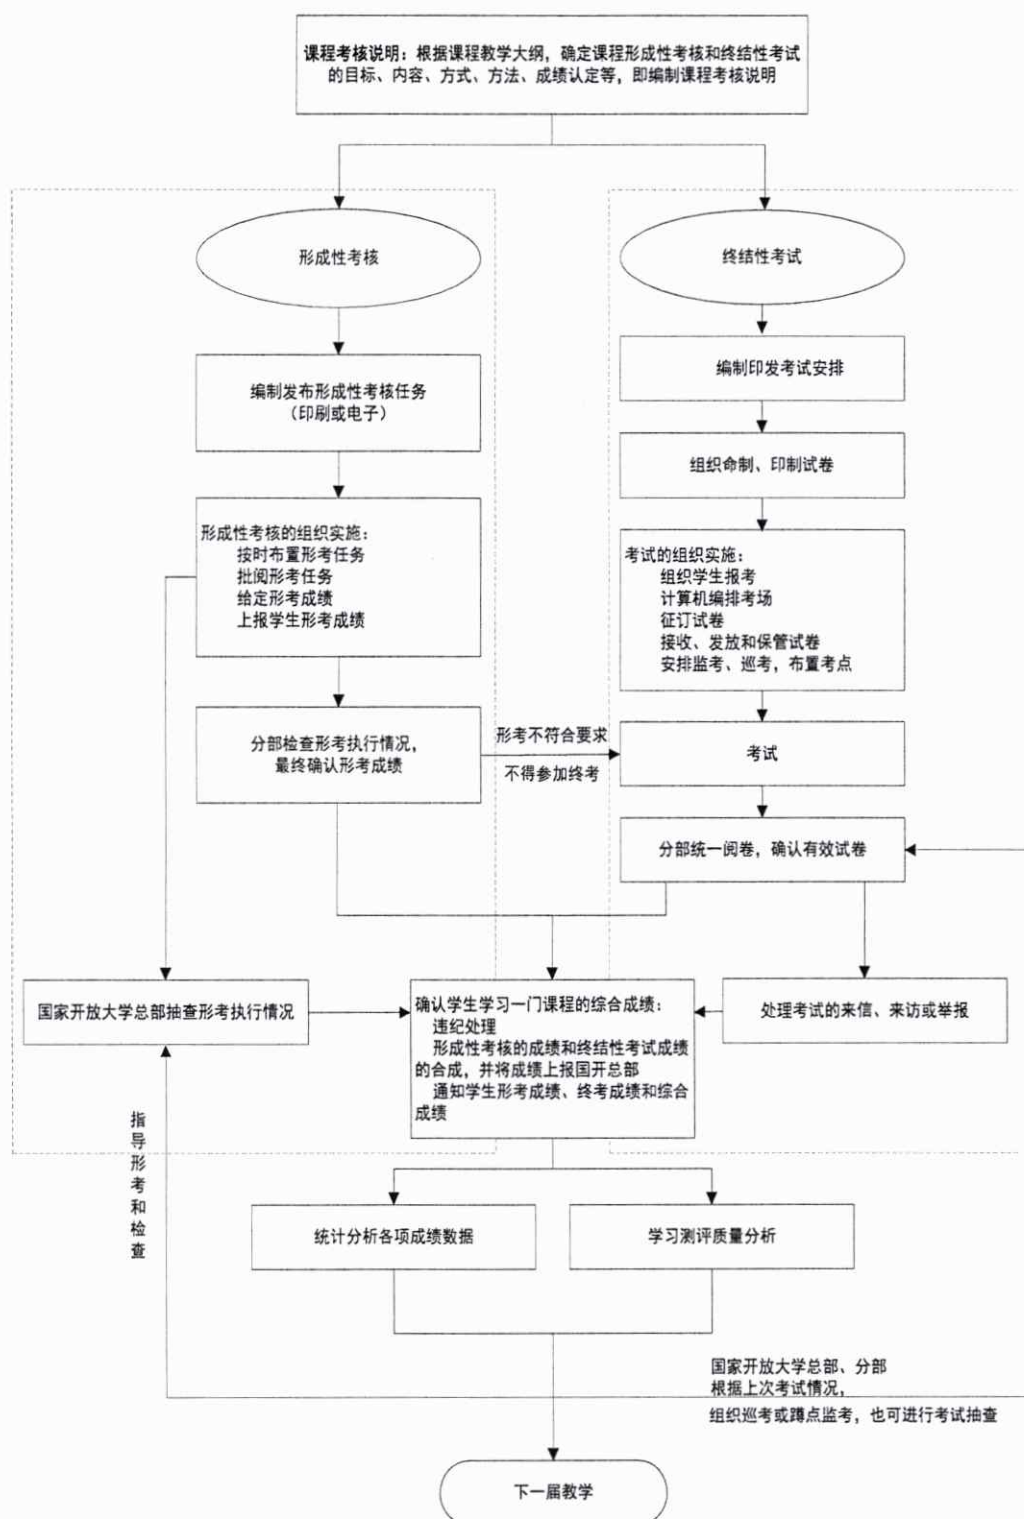 课程考核说明：根据课程教学大纲，确定课程形成性考核和终结性考试
的目标、内容、方式、方法、成绩认定等，即编制课程考核说明
形成性考核
终结性考试
编制发布形成性考核任务
（印刷或电子）
编制印发考试安排
组织命制、印制试卷
形成性考核的组织实施：
按时布置形考任务
批阅形考任务
给定形考成绩
上报学生形考成绩
考试的组织实施：
组织学生报考
计算机编排考场
征订试卷
接收、发放和保管试卷
安排监考、巡考，布置考点
分部检查形考执行情况，
最终确认形考成绩
形考不符合要求
不得参加终考
考试
分部统一阅卷，确认有效试卷
国家开放大学总部抽查形考执行情况
确认学生学习一门课程的综合成绩：
违纪处理
形成性考核的成绩和终结性考试成绩
的合成，并将成绩上报国开总部
通知学生形考成绩、终考成绩和综合
成绩
处理考试的来信、来访或举报
指导形考和检查
统计分析各项成绩数据
学习测评质量分析
国家开放大学总部、分部
根据上次考试情况，
组织巡考或蹲点监考，也可进行考试抽查
下一届教学